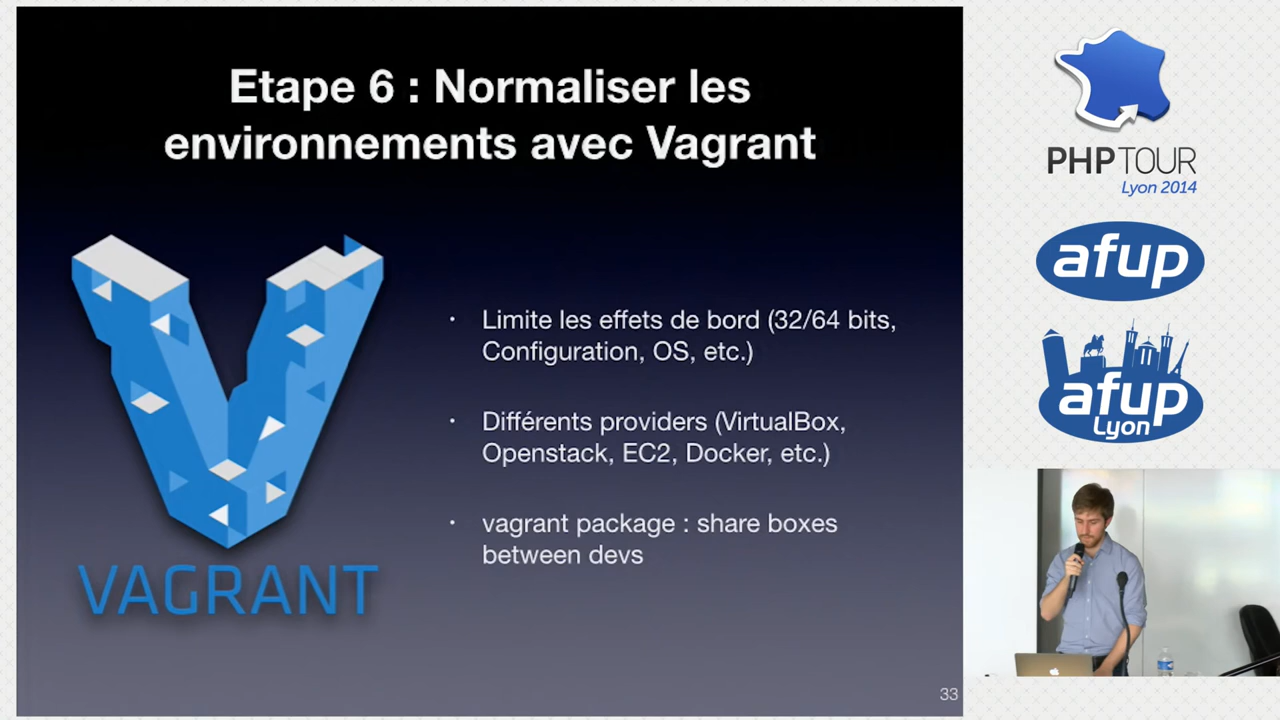 Etape 6 : Normaliser les
environnements avec Vagrant
VAGRANT
• Limite les effets de bord (32/64 bits,
Configuration, OS, etc.)
• Différents providers (VirtualBox,
Openstack, EC2, Docker, etc.)
• vagrant package : share boxes
between devs
33
PHPTOUR
Lyon 2014
afup
afup
Lyon